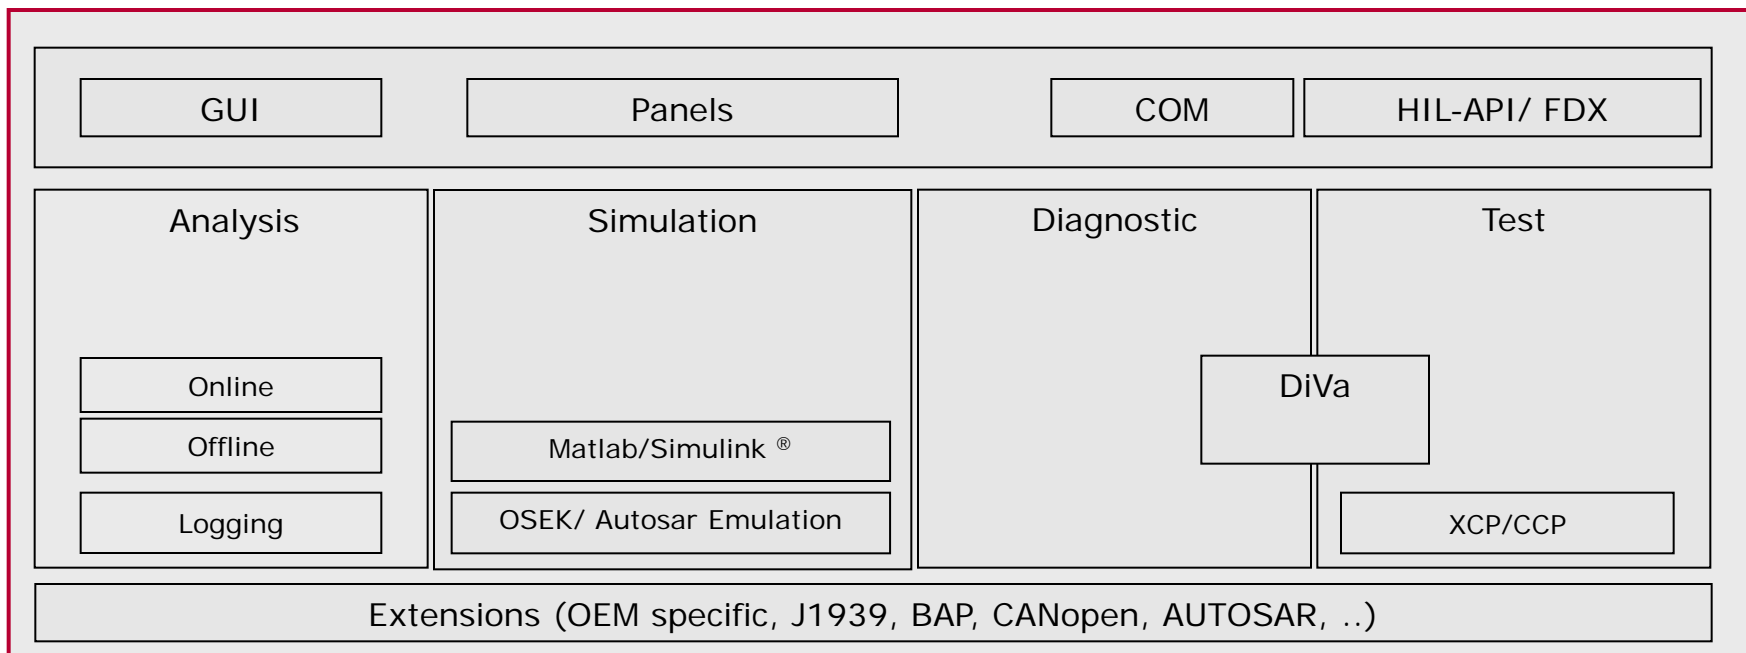 GUI
Panels
COM
HIL-API/ FDX
Analysis
Simulation
Diagnostic
Test
Online
Offline
Logging
Matlab/Simulink ®
OSEK/ Autosar Emulation
DiVa
XCP/CCP
Extensions (OEM specific, J1939, BAP, CANopen, AUTOSAR, ..)